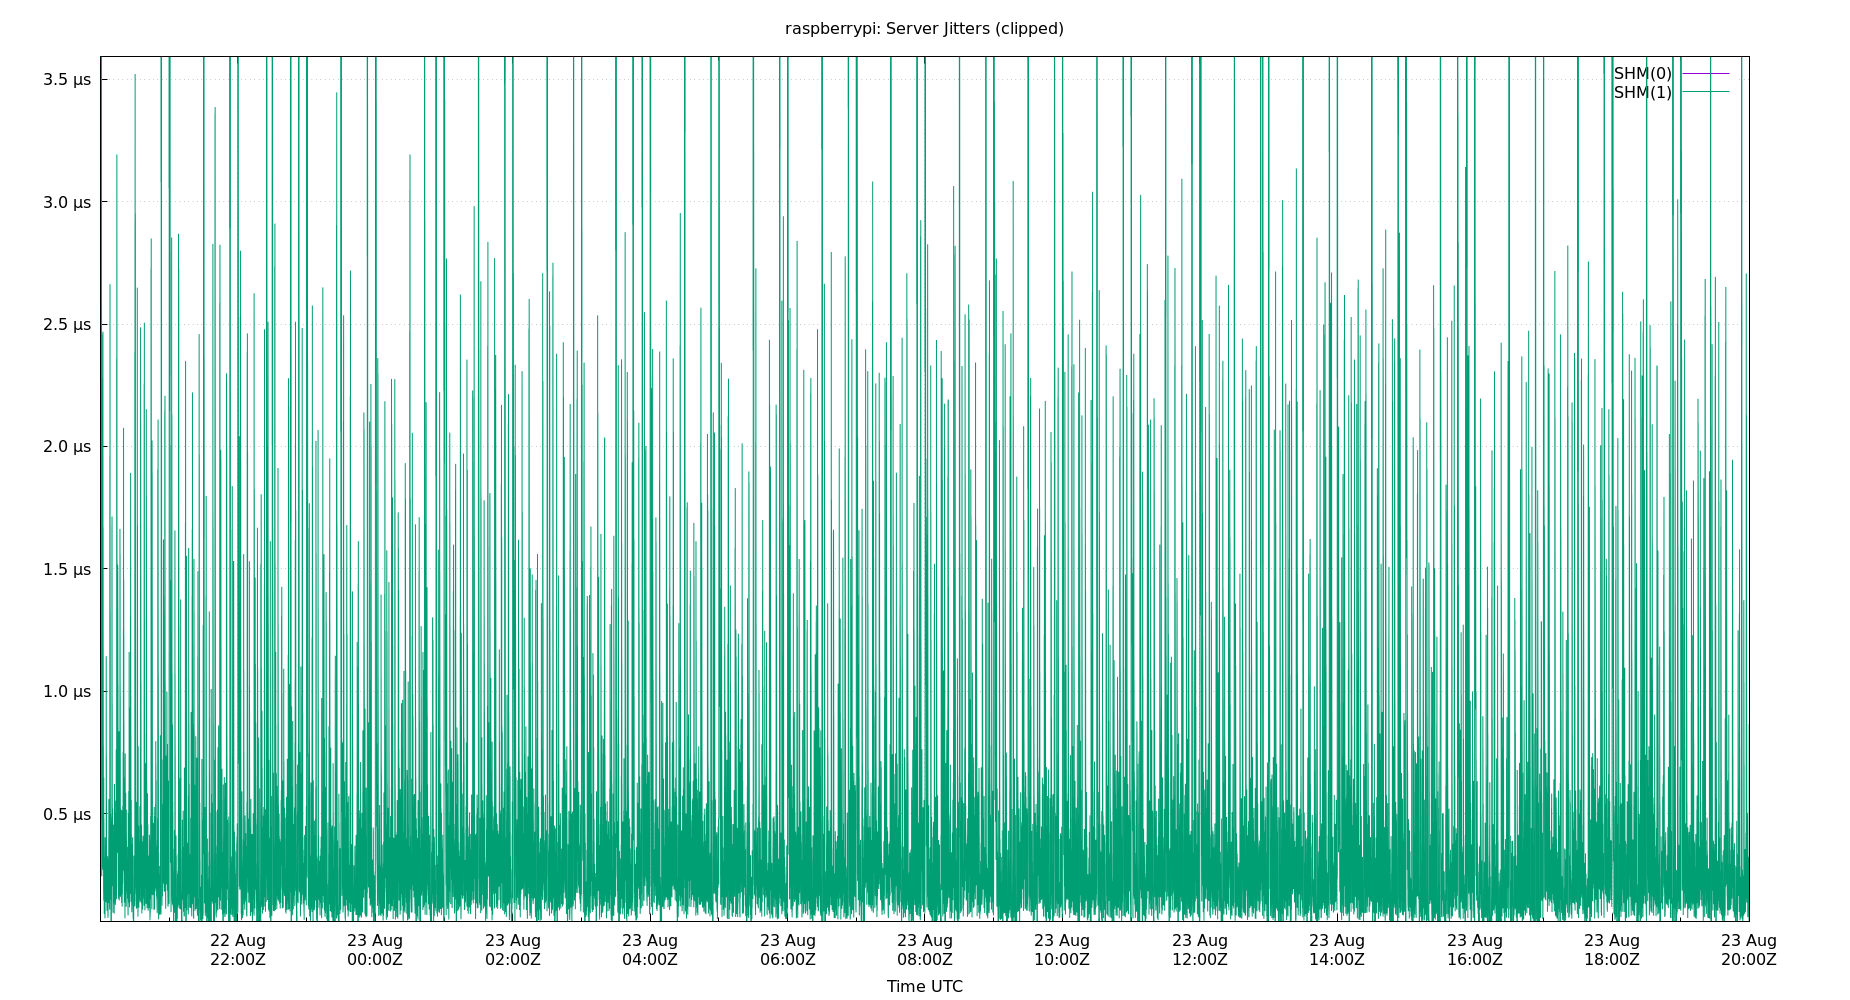 raspberrypi: Server Jitters (clipped)
3.5 µs
3.0 µs
2.5 µs
2.0 µs
1.5 µs
1.0 µs
0.5 µs
SHM(0)
SHM(1)
22 Aug 23 Aug 23 Aug 23 Aug 23 Aug 23 Aug 23 Aug 23 Aug 23 Aug 23 Aug 23 Aug 23 Aug
22:00Z 00:00Z 02:00Z 04:00Z 06:00Z 08:00Z 10:00Z 12:00Z 14:00Z 16:00Z 18:00Z 20:00Z
Time UTC